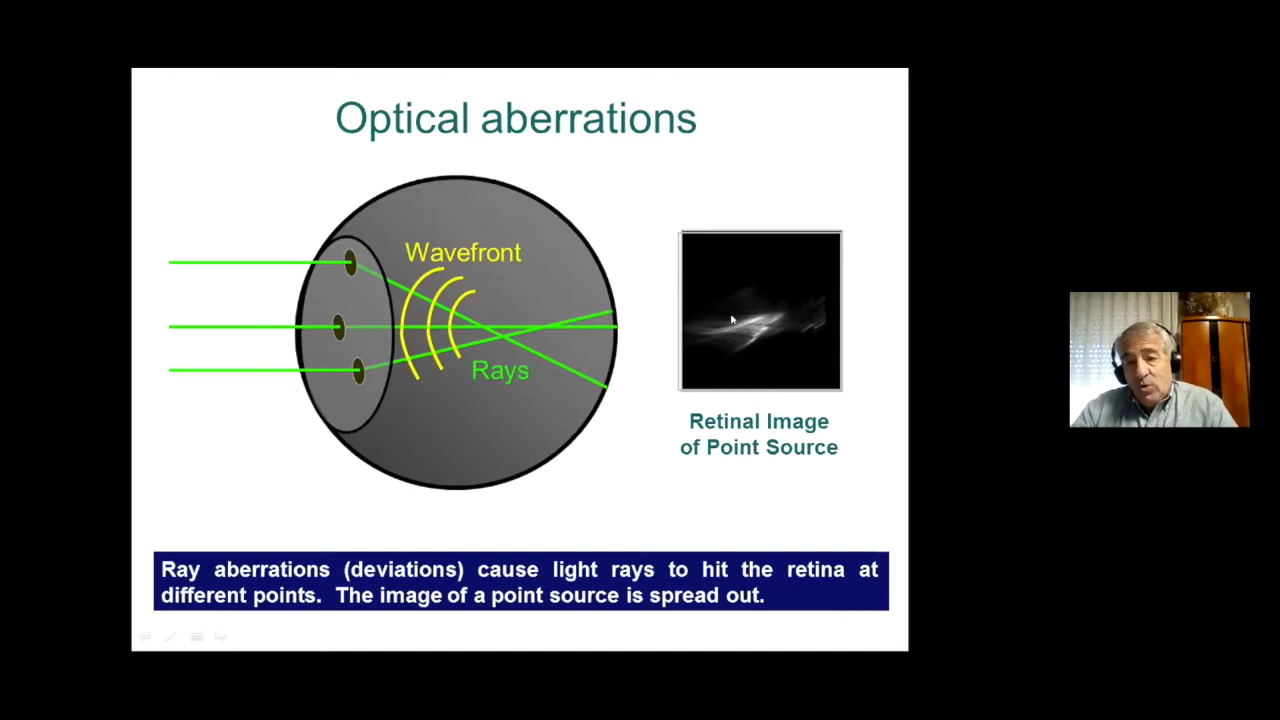 Optical aberrations
Wavefront
Rays
Retinal Image
of Point Source
Ray aberrations (deviations) cause light rays to hit the retina at
different points. The image of a point source is spread out.